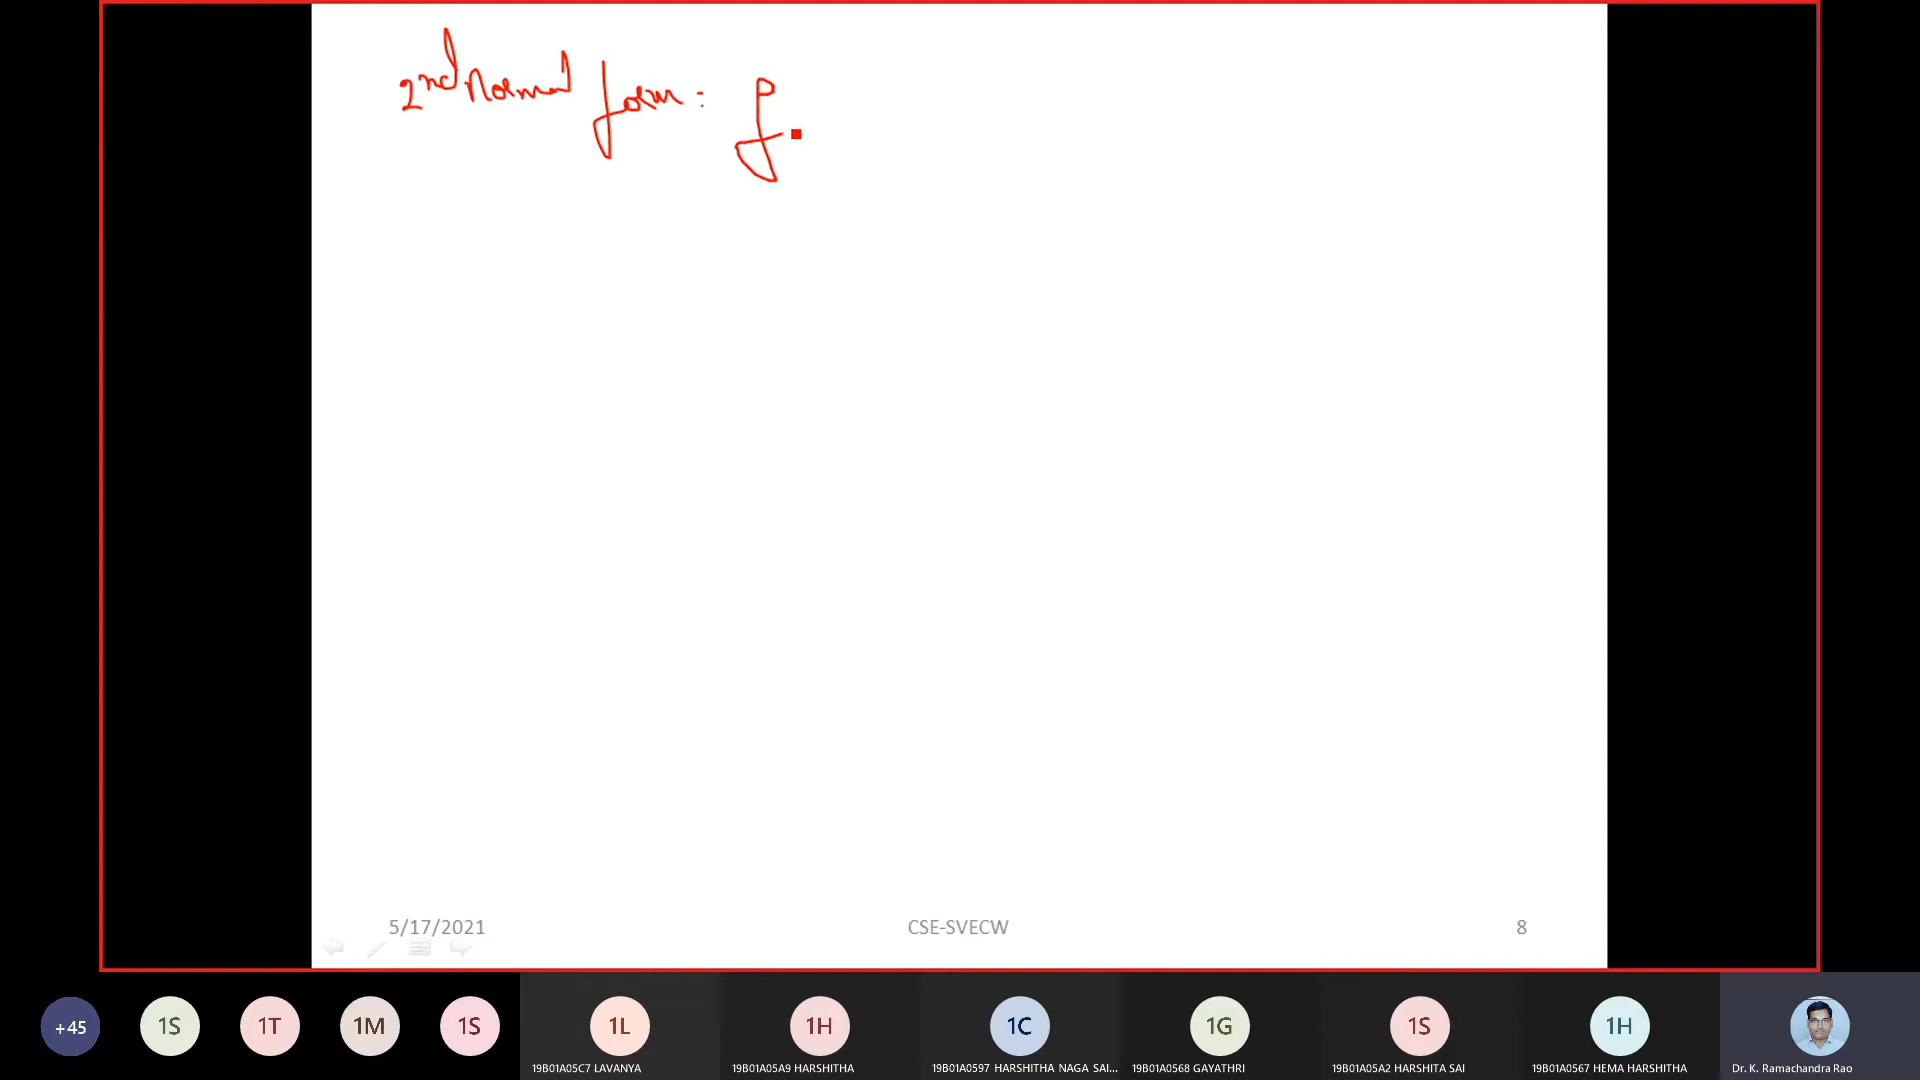 2nd Normal form : f
5/17/2021 CSE-SVECW 8
+45 1S 1T 1M 1S 1L 1H 1C 1G 1S 1H
19B01A05C7 LAVANYA 19B01A05A9 HARSHITHA 19B01A0597 HARSHITHA NAGA SAI... 19B01A0568 GAYATHRI 19B01A05A2 HARSHITA SAI 19B01A0567 HEMA HARSHITHA Dr. K. Ramachandra Rao